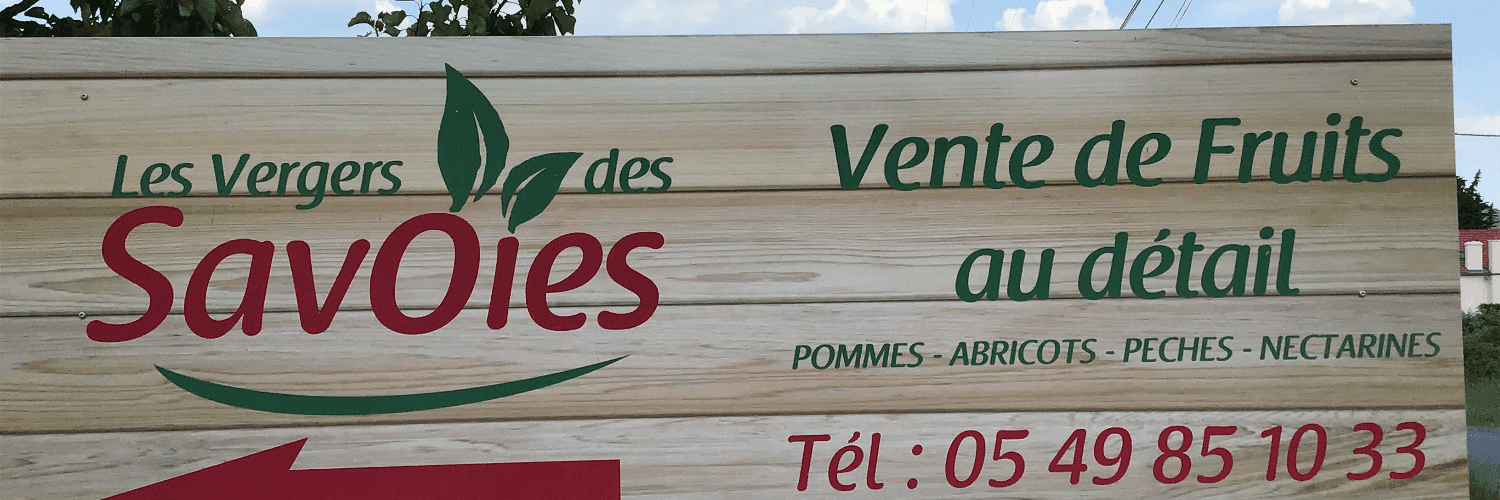 Les Vergers des
SavOies
Vente de Fruits
au détail
POMMES - ABRICOTS - PECHES - NECTARINES
Tél : 05 49 85 10 33